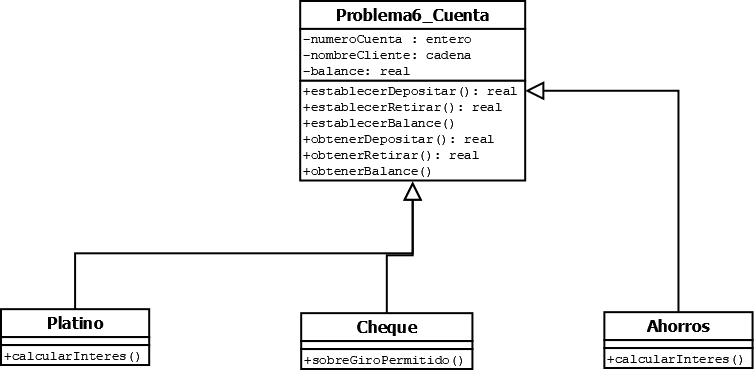 Problema6_Cuenta
-numeroCuenta : entero
-nombreCliente: cadena
-balance: real
+establecerDepositar(): real
+establecerRetirar(): real
+establecerBalance()
+obtenerDepositar(): real
+obtenerRetirar(): real
+obtenerBalance()
Platino
+calcularInteres()
Cheque
+sobreGiroPermitido()
Ahorros
+calcularInteres()